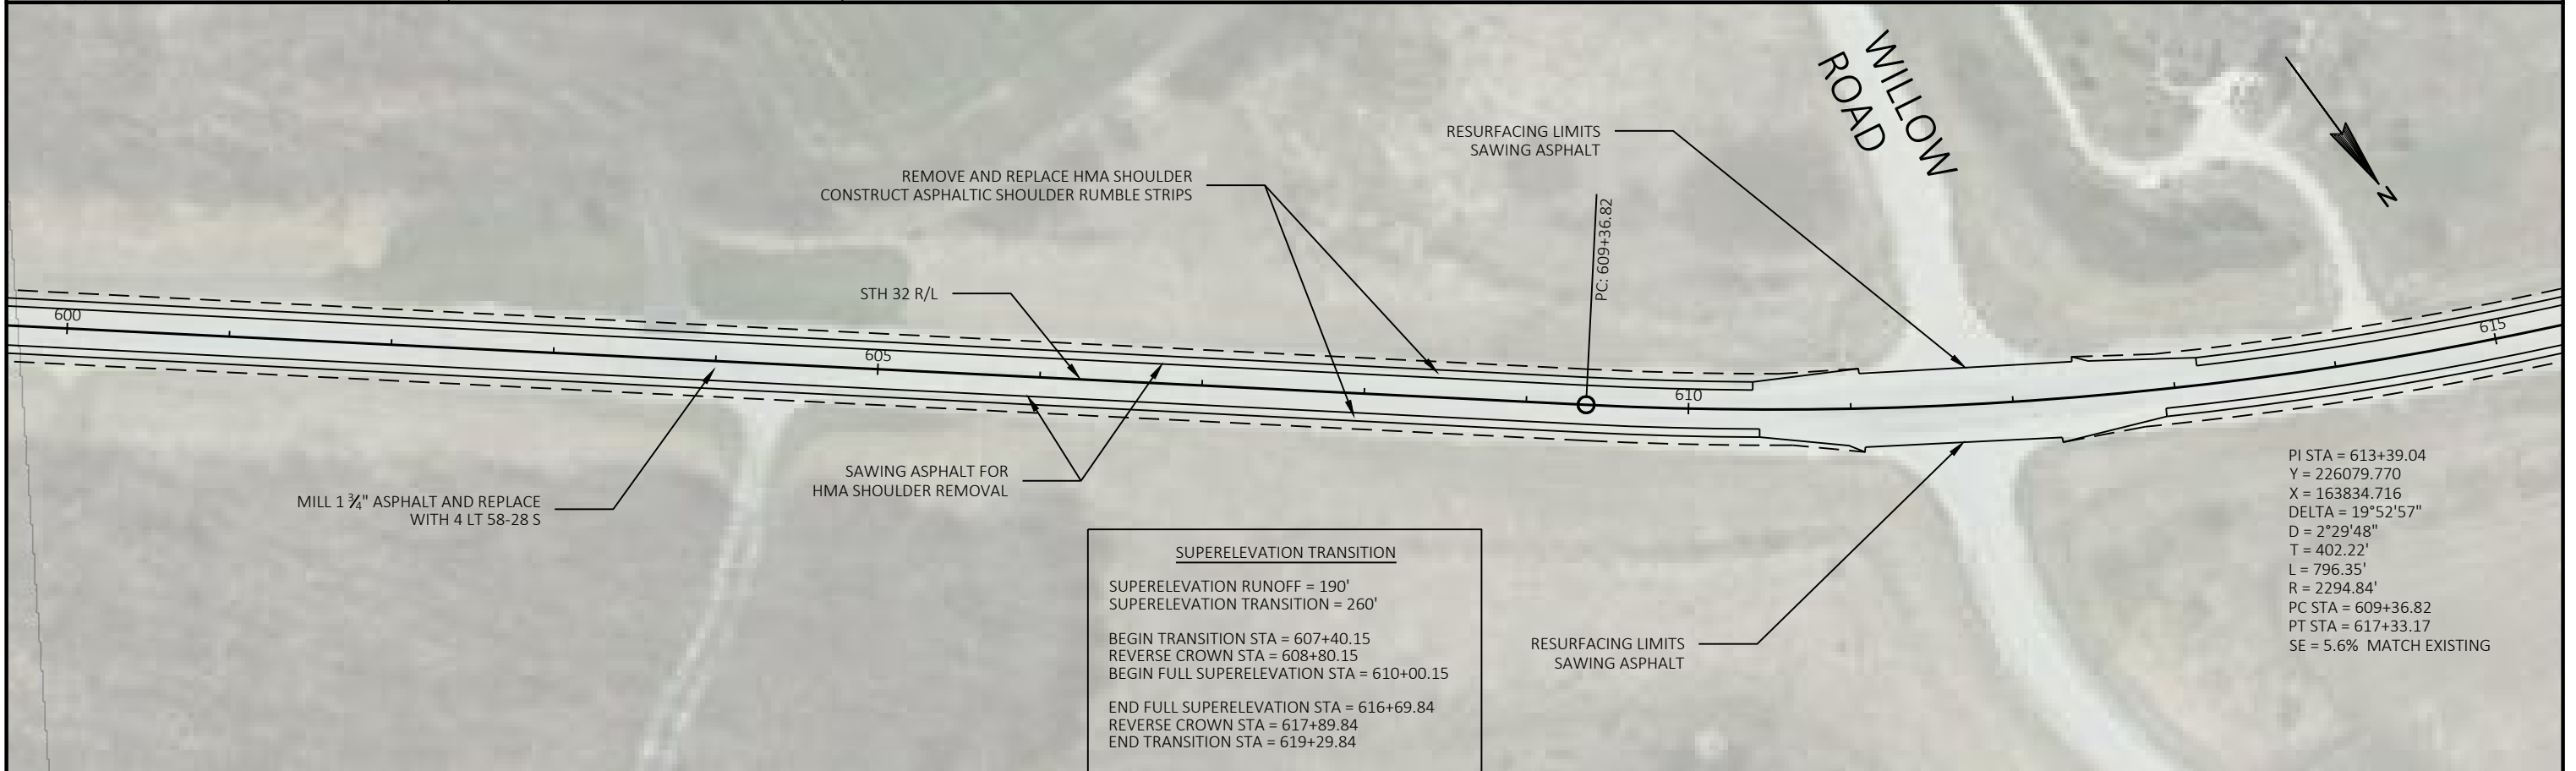 WILLOW
ROAD
RESURFACING LIMITS
SAWING ASPHALT
REMOVE AND REPLACE HMA SHOULDER
CONSTRUCT ASPHALTIC SHOULDER RUMBLE STRIPS
N
PC: 609+36.82
STH 32 R/L
600
605
610
615
SAWING ASPHALT FOR
HMA SHOULDER REMOVAL
MILL 1 ¾" ASPHALT AND REPLACE
WITH 4 LT 58-28 S
SUPERELEVATION TRANSITION
SUPERELEVATION RUNOFF = 190'
SUPERELEVATION TRANSITION = 260'
BEGIN TRANSITION STA = 607+40.15
REVERSE CROWN STA = 608+80.15
BEGIN FULL SUPERELEVATION STA = 610+00.15
END FULL SUPERELEVATION STA = 616+69.84
REVERSE CROWN STA = 617+89.84
END TRANSITION STA = 619+29.84
RESURFACING LIMITS
SAWING ASPHALT
PI STA = 613+39.04
Y = 226079.770
X = 163834.716
DELTA = 19°52'57"
D = 2°29'48"
T = 402.22'
L = 796.35'
R = 2294.84'
PC STA = 609+36.82
PT STA = 617+33.17
SE = 5.6% MATCH EXISTING